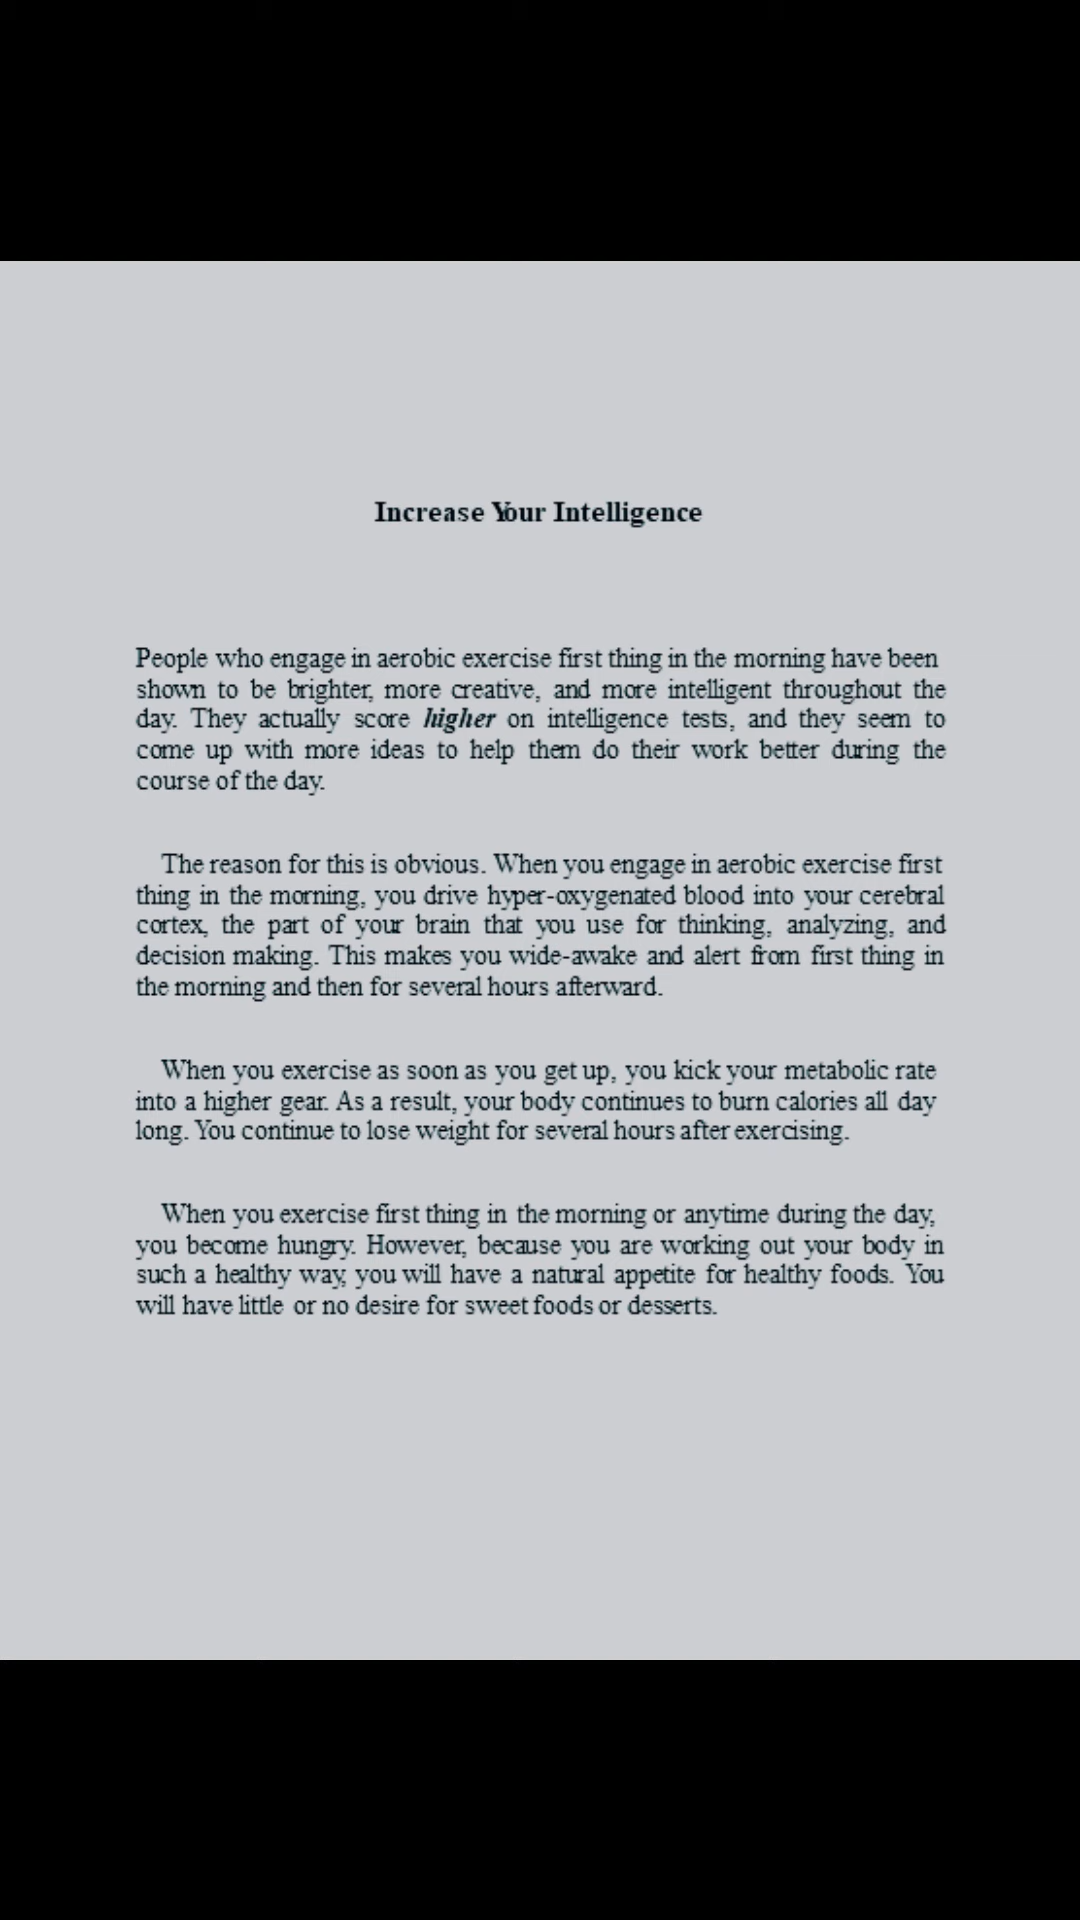 Increase Your Intelligence
People who engage in aerobic exercise first thing in the morning have been
shown to be brighter, more creative, and more intelligent throughout the
day. They actually score higher on intelligence tests, and they seem to
come up with more ideas to help them do their work better during the
course of the day.
The reason for this is obvious. When you engage in aerobic exercise first
thing in the morning, you drive hyper-oxygenated blood into your cerebral
cortex, the part of your brain that you use for thinking, analyzing, and
decision making. This makes you wide-awake and alert from first thing in
the morning and then for several hours afterward.
When you exercise as soon as you get up, you kick your metabolic rate
into a higher gear. As a result, your body continues to burn calories all day
long. You continue to lose weight for several hours after exercising.
When you exercise first thing in the morning or anytime during the day,
you become hungry. However, because you are working out your body in
such a healthy way, you will have a natural appetite for healthy foods. You
will have little or no desire for sweet foods or desserts.